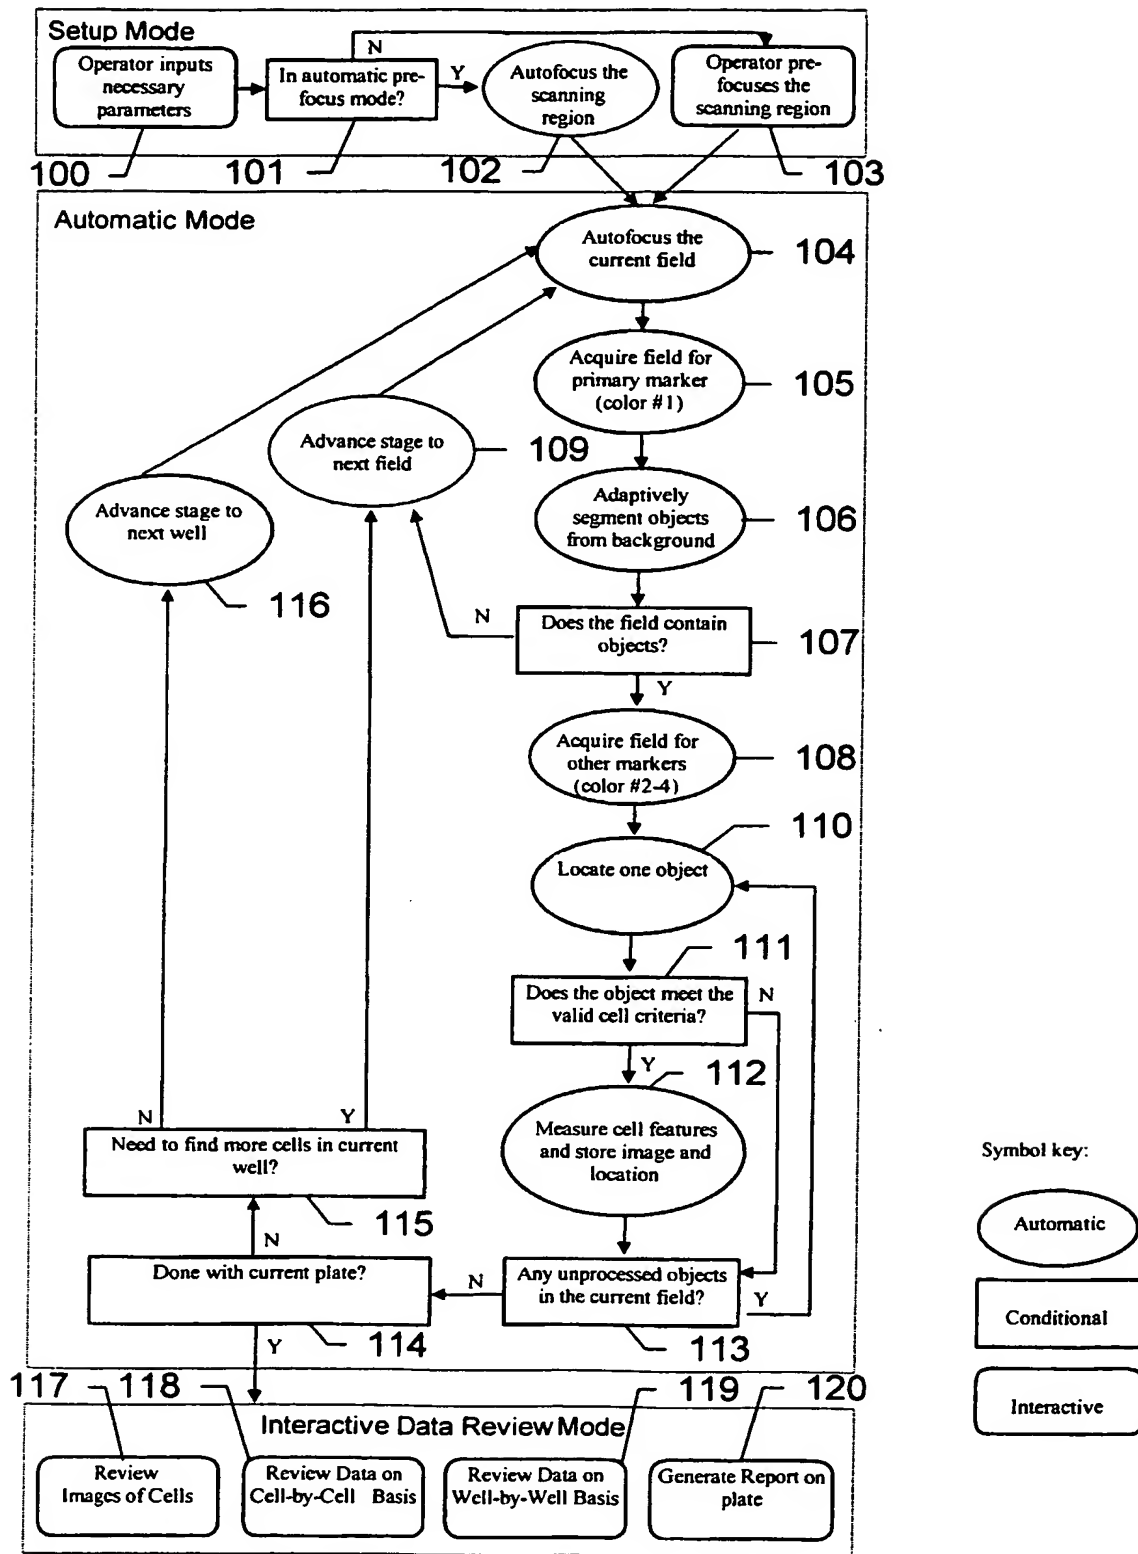 Setup Mode
Operator inputs
necessary
parameters
In automatic pre-
focus mode?
N
Y
Autofocus the
scanning
region
Operator pre-
focuses the
scanning region
100
101
102
103
Automatic Mode
Autofocus the
current field
104
Acquire field for
primary marker
(color #1)
105
Advance stage to
next field
109
Adaptively
segment objects
from background
106
Advance stage to
next well
116
N
Does the field contain
objects?
107
Y
Acquire field for
other markers
(color #2-4)
108
110
Locate one object
111
Does the object meet the
valid cell criteria?
N
Y
112
Measure cell features
and store image and
location
N
Y
Need to find more cells in current
well?
115
N
Done with current plate?
N
Any unprocessed objects
in the current field?
Y
Y
114
113
Symbol key:
Automatic
Conditional
Interactive
117
118
119
120
Interactive Data Review Mode
Review
Images of Cells
Review Data on
Cell-by-Cell Basis
Review Data on
Well-by-Well Basis
Generate Report on
plate